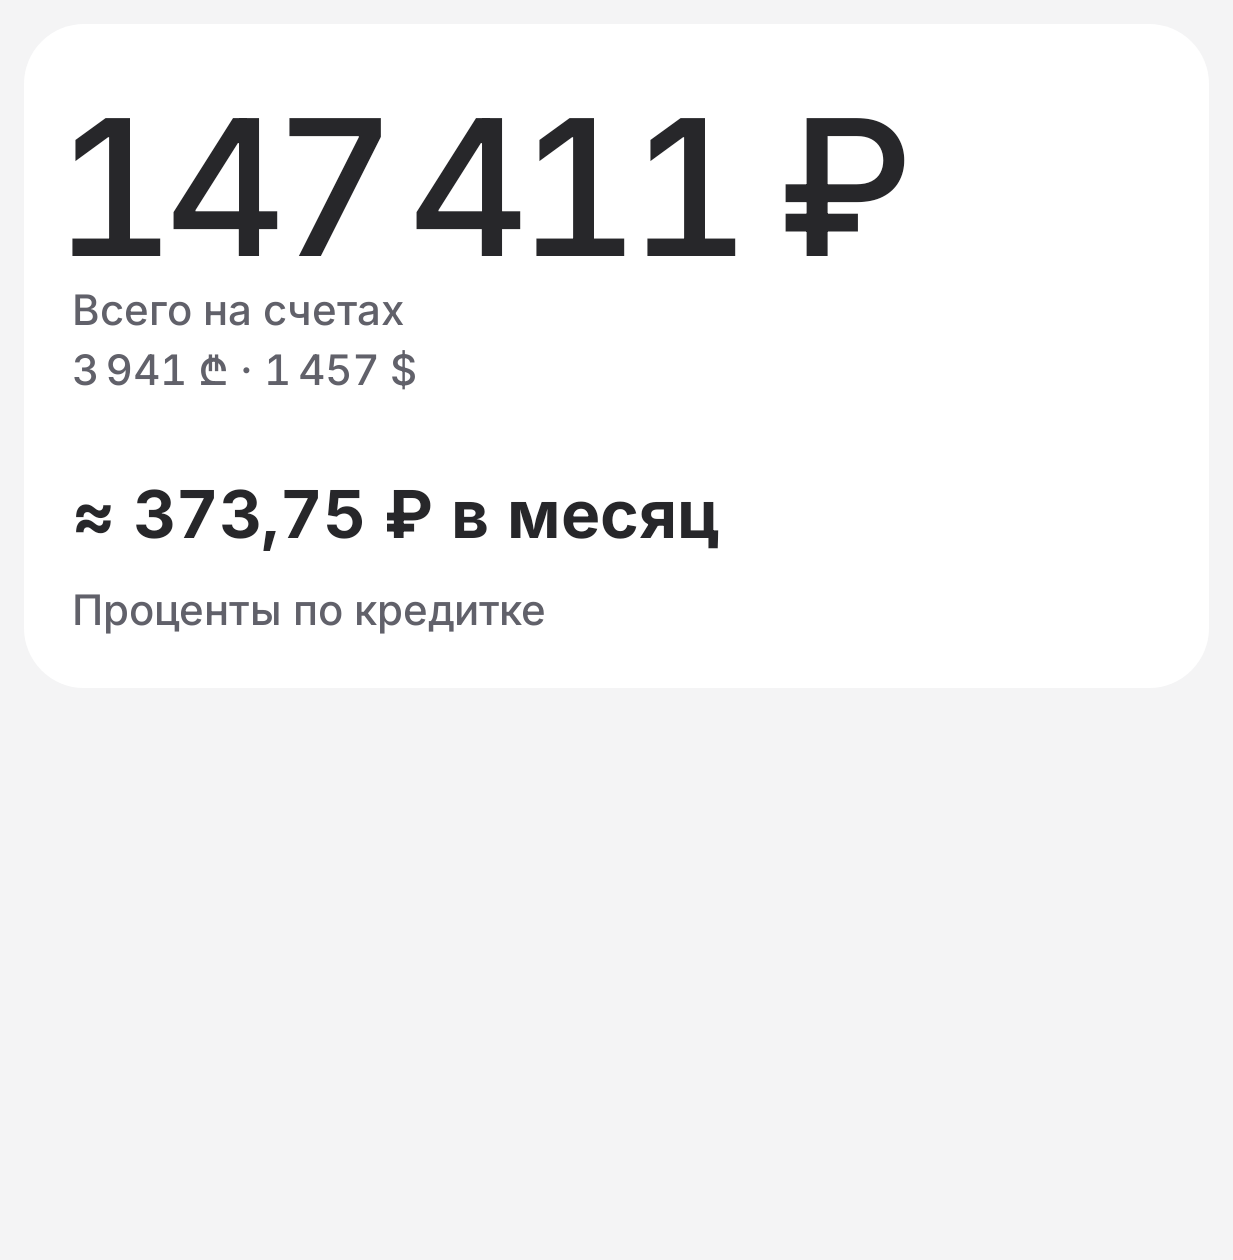 147 411 ₽
Всего на счетах
3 941 ₾ · 1 457 $
≈ 373,75 ₽ в месяц
Проценты по кредитке